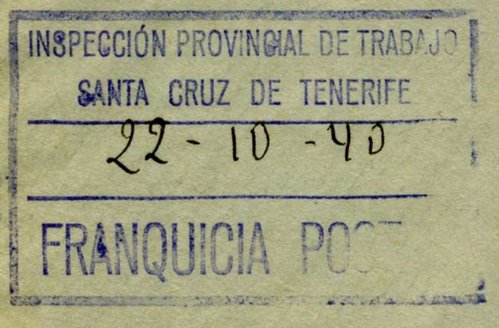 INSPECCIÓN PROVINCIAL DE TRABAJO
SANTA CRUZ DE TENERIFE
22-10-40
FRANQUICIA